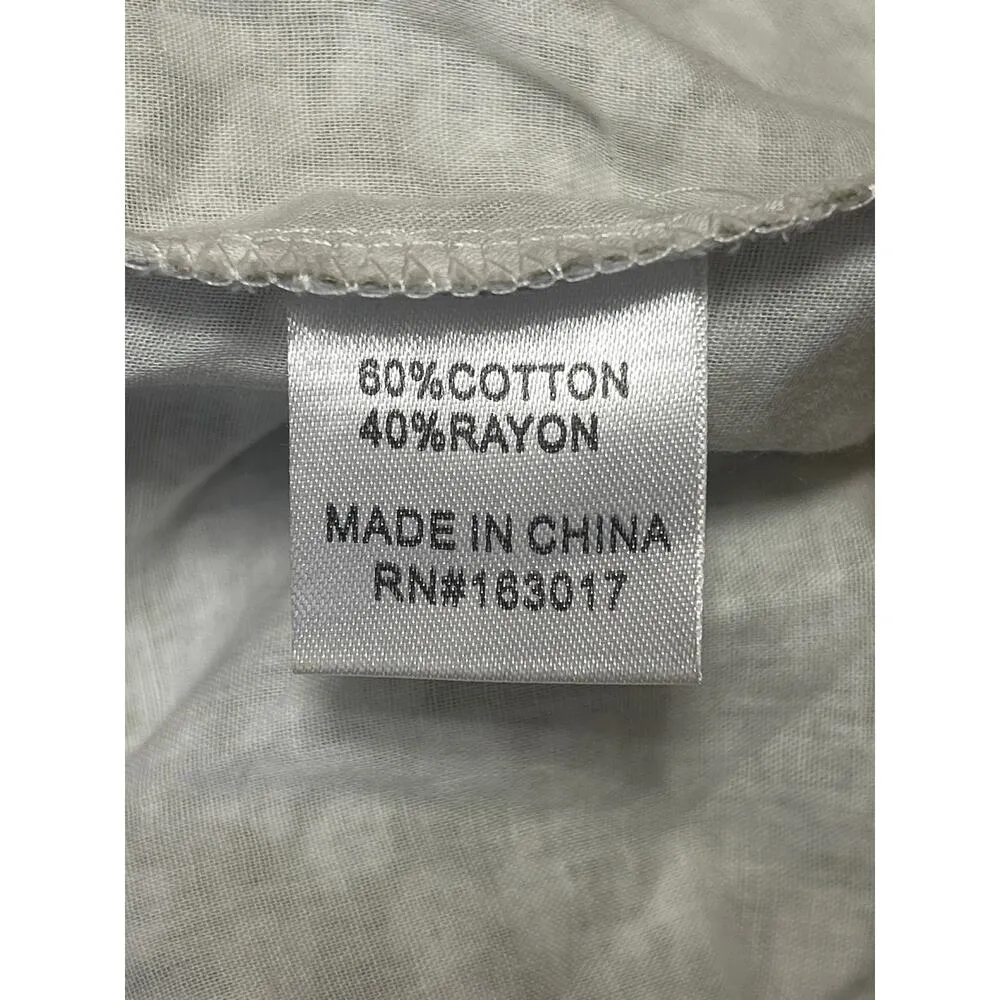 60%COTTON
40%RAYON
MADE IN CHINA
RN#163017